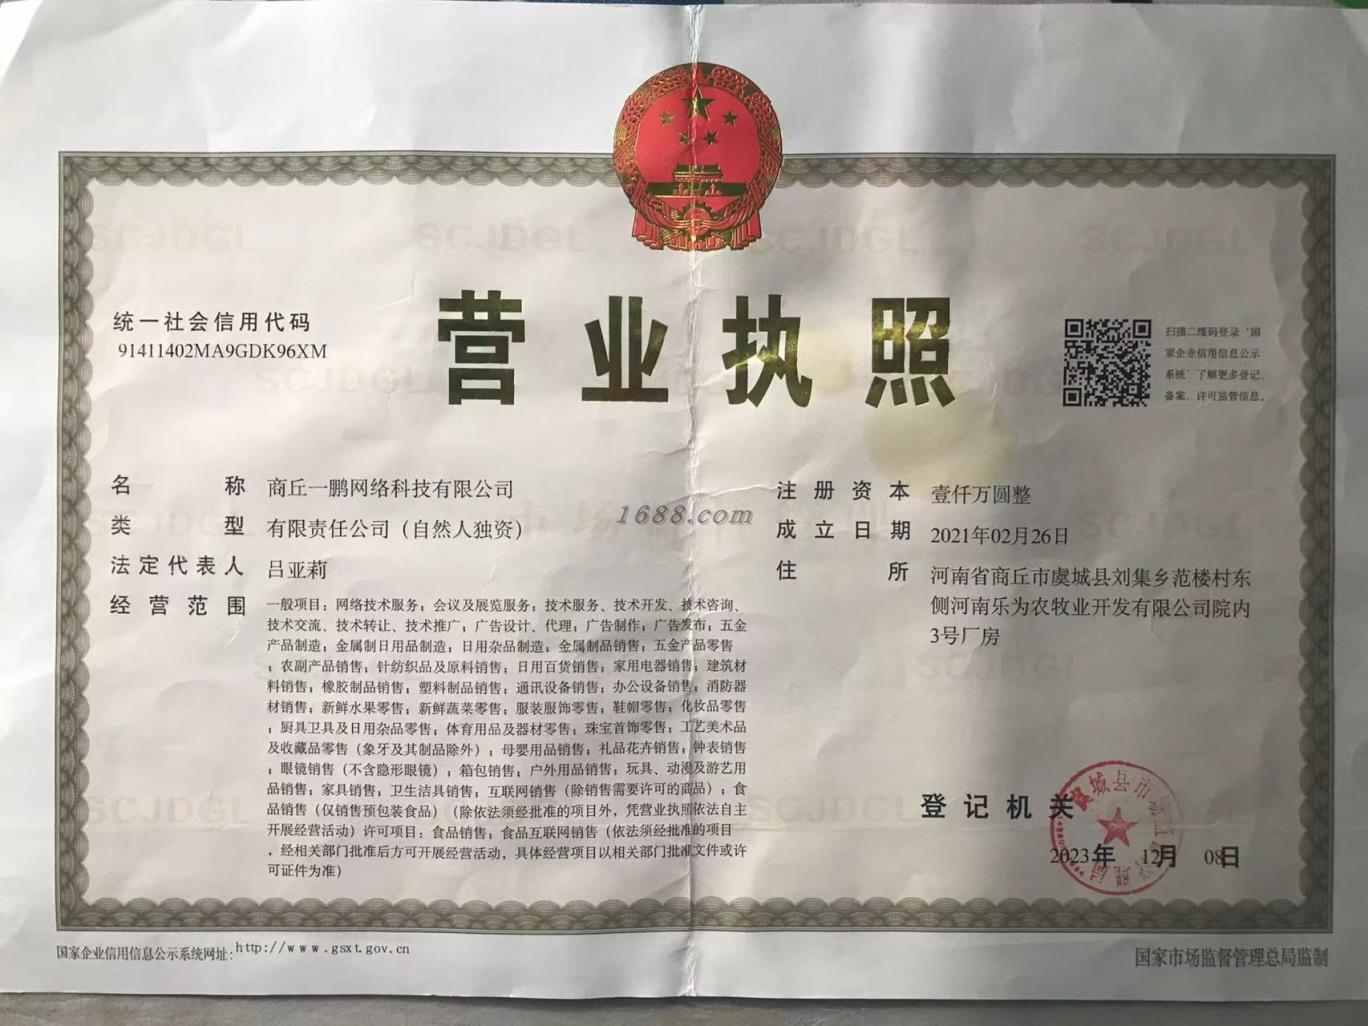 营业执照
统一社会信用代码
91411402MA9GDK96XM
扫描二维码登录‘国
家企业信用信息公示
系统’了解更多登记、
备案、许可监管信息。
名称 商丘一鹏网络科技有限公司
类型 有限责任公司（自然人独资）
法定代表人 吕亚莉
经营范围 一般项目：网络技术服务；会议及展览服务；技术服务、技术开发、技术咨询、
技术交流、技术转让、技术推广；广告设计、代理；广告制作；广告发布；五金
产品制造；金属制日用品制造；日用杂品制造；金属制品销售；五金产品零售
；农副产品销售；针纺织品及原料销售；日用百货销售；家用电器销售；建筑材
料销售；橡胶制品销售；塑料制品销售；通讯设备销售；办公设备销售；消防器
材销售；新鲜水果零售；新鲜蔬菜零售；服装服饰零售；鞋帽零售；化妆品零售
；厨具卫具及日用杂品零售；体育用品及器材零售；珠宝首饰零售；工艺美术品
及收藏品零售（象牙及其制品除外）；母婴用品销售；礼品花卉销售；钟表销售
；眼镜销售（不含隐形眼镜）；箱包销售；户外用品销售；玩具、动漫及游艺用
品销售；家具销售；卫生洁具销售；互联网销售（除销售需要许可的商品）；食
品销售（仅销售预包装食品）（除依法须经批准的项目外，凭营业执照依法自主
开展经营活动）许可项目：食品销售；食品互联网销售（依法须经批准的项目
，经相关部门批准后方可开展经营活动，具体经营项目以相关部门批准文件或许
可证件为准）
注册资本 壹仟万圆整
成立日期 2021年02月26日
住所 河南省商丘市虞城县刘集乡范楼村东
侧河南乐为农牧业开发有限公司院内
3号厂房
1688.com
登记机关
2023年 12月 08日
国家企业信用信息公示系统网址：http://www.gsxt.gov.cn
国家市场监督管理总局监制
SCJDGL